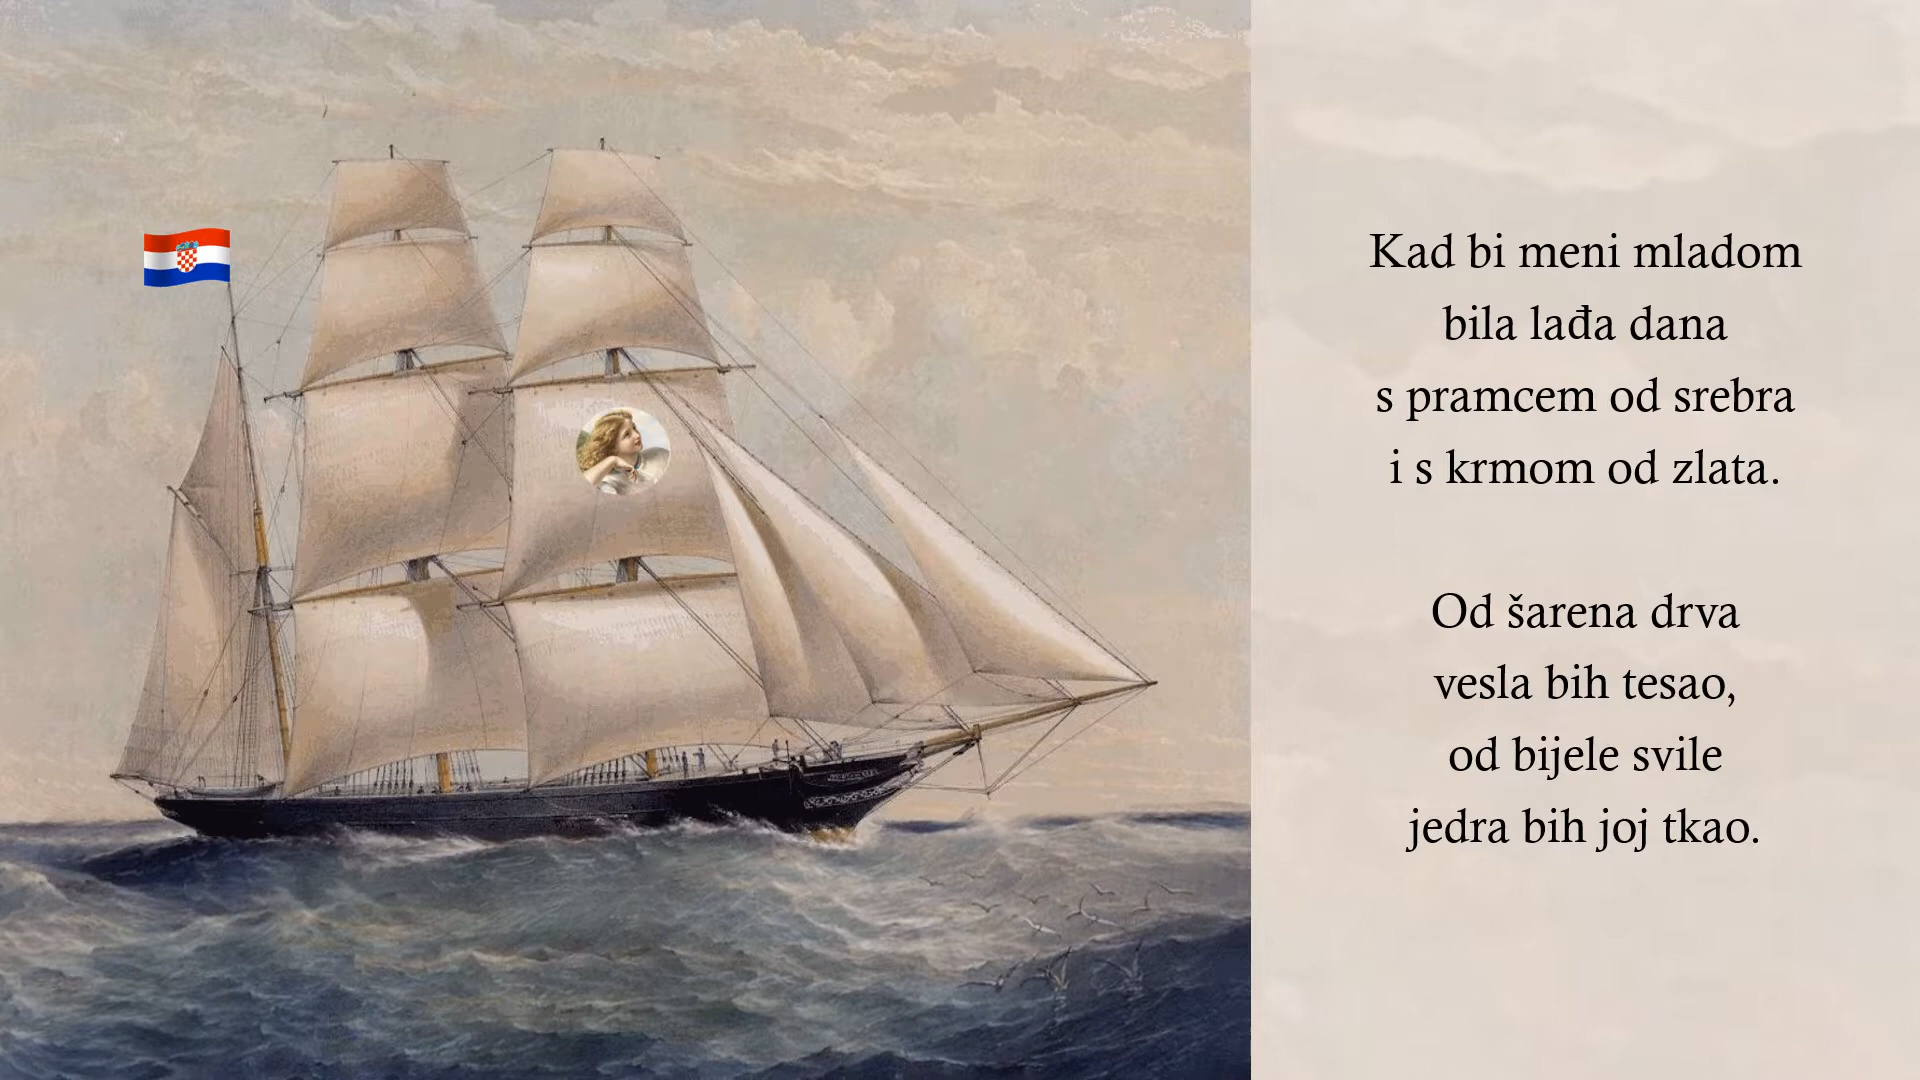 Kad bi meni mladom
bila lađa dana
s pramcem od srebra
i s krmom od zlata.
Od šarena drva
vesla bih tesao,
od bijele svile
jedra bih joj tkao.